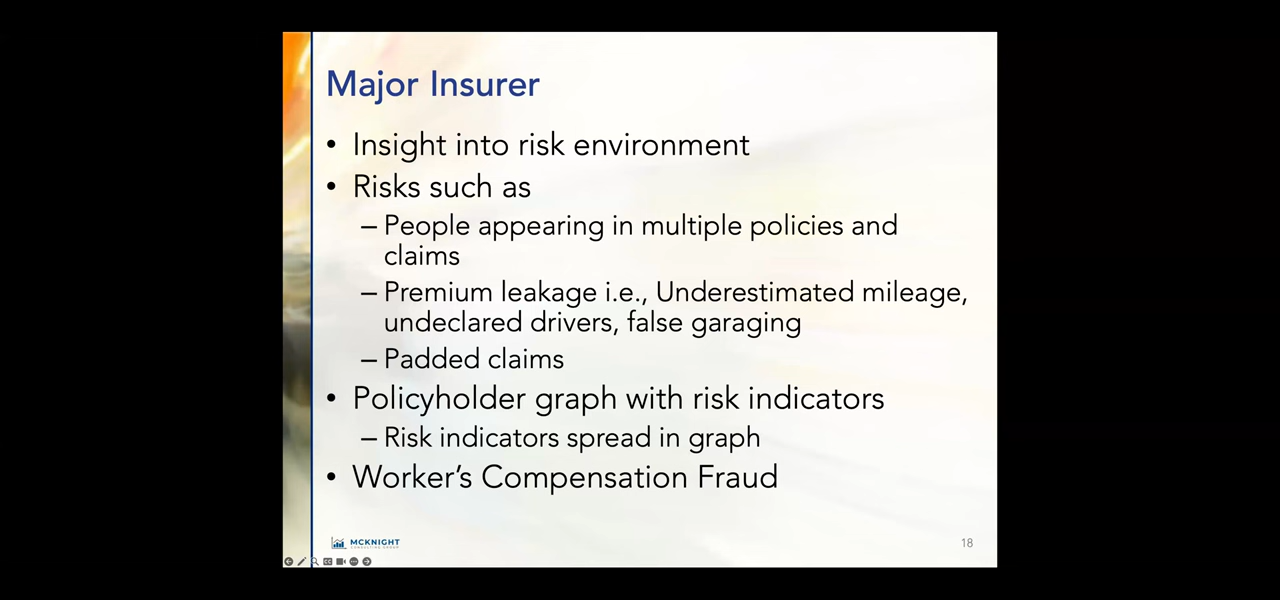 Major Insurer
• Insight into risk environment
• Risks such as
– People appearing in multiple policies and
claims
– Premium leakage i.e., Underestimated mileage,
undeclared drivers, false garaging
– Padded claims
• Policyholder graph with risk indicators
– Risk indicators spread in graph
• Worker’s Compensation Fraud
MCKNIGHT
CONSULTING GROUP
18